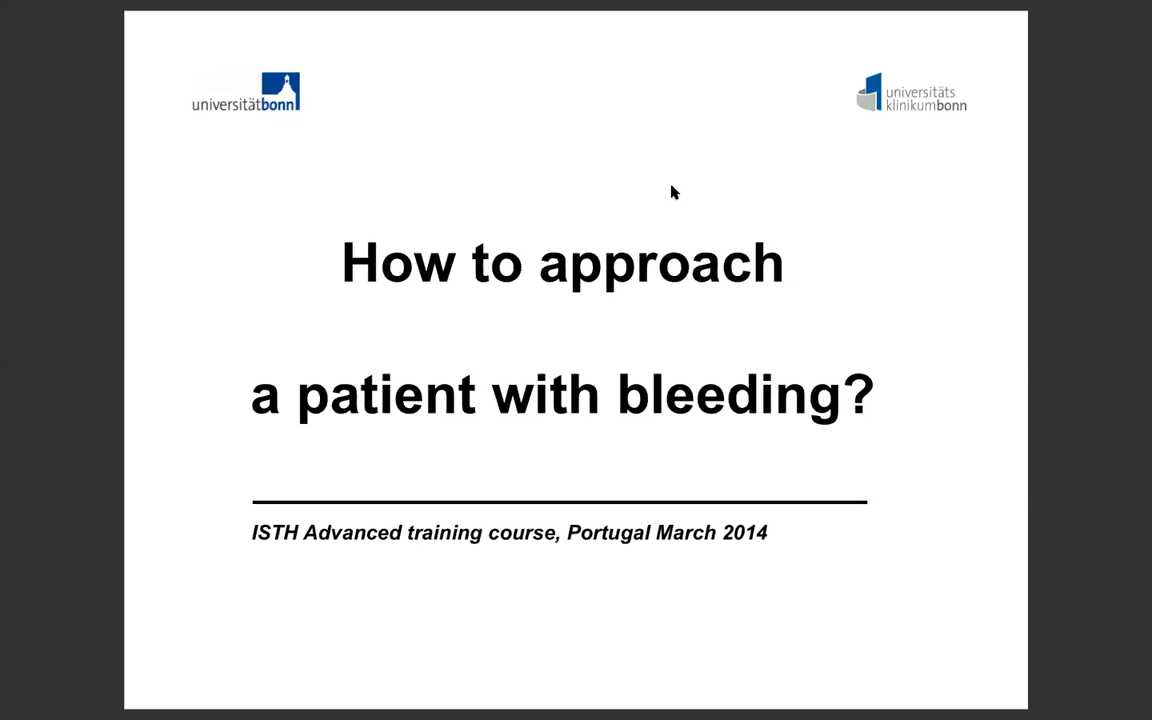 universitätbonn
universitäts
klinikumbonn
How to approach
a patient with bleeding?
ISTH Advanced training course, Portugal March 2014